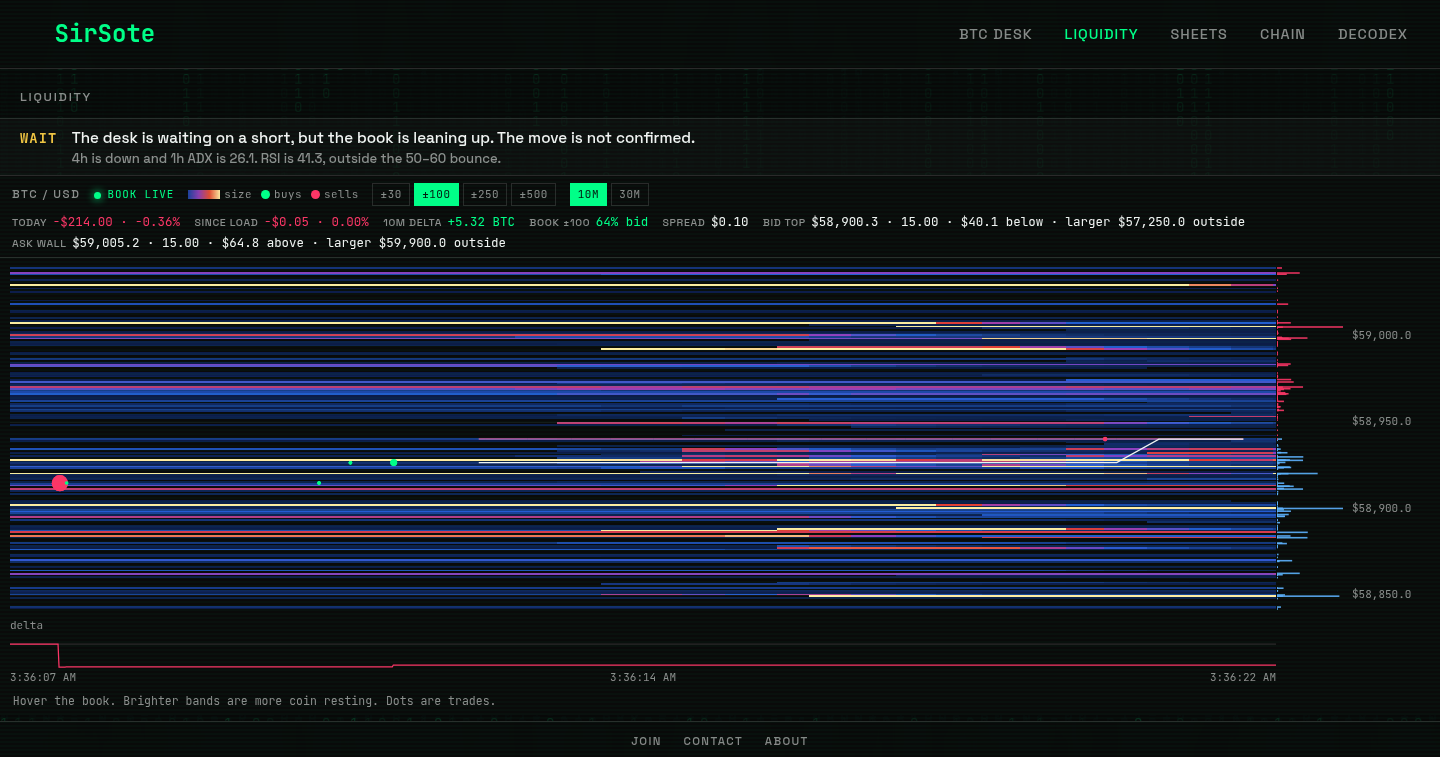 SirSote
BTC DESK LIQUIDITY SHEETS CHAIN DECODEX
LIQUIDITY
WAIT The desk is waiting on a short, but the book is leaning up. The move is not confirmed.
4h is down and 1h ADX is 26.1. RSI is 41.3, outside the 50–60 bounce.
BTC / USD BOOK LIVE size buys sells ±30 ±100 ±250 ±500 10M 30M
TODAY -$214.00 · -0.36% SINCE LOAD -$0.05 · 0.00% 10M DELTA +5.32 BTC BOOK ±100 64% bid SPREAD $0.10 BID TOP $58,900.3 · 15.00 · $40.1 below · larger $57,250.0 outside
ASK WALL $59,005.2 · 15.00 · $64.8 above · larger $59,900.0 outside
$59,000.0
$58,950.0
$58,900.0
$58,850.0
delta
3:36:07 AM 3:36:14 AM 3:36:22 AM
Hover the book. Brighter bands are more coin resting. Dots are trades.
JOIN CONTACT ABOUT